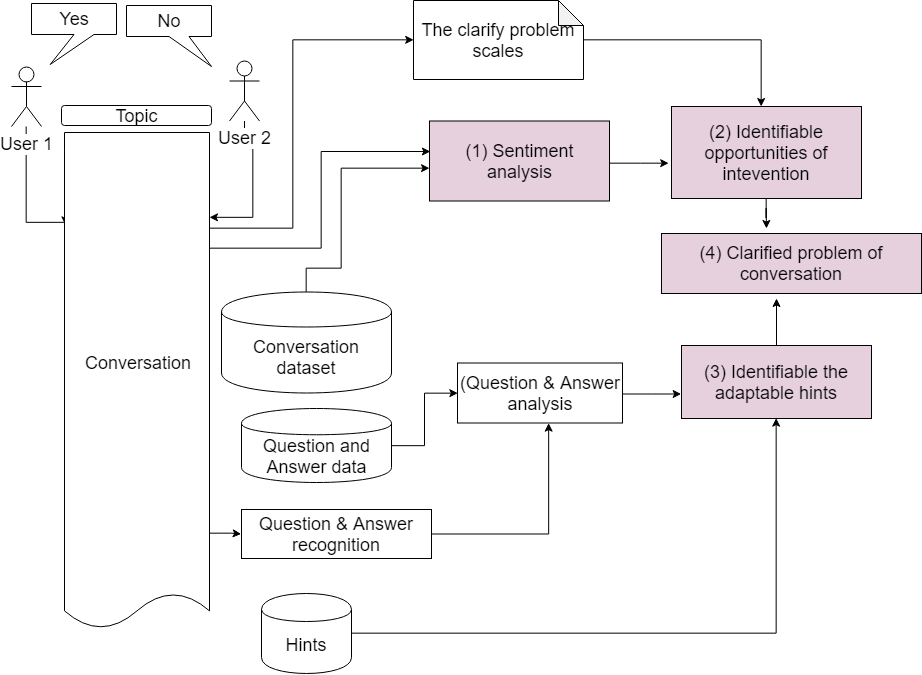 Yes
No
The clarify problem
scales
Topic
User 1
User 2
(1) Sentiment
analysis
(2) Identifiable
opportunities of
intevention
(4) Clarified problem of
conversation
Conversation
Conversation
dataset
(3) Identifiable the
adaptable hints
(Question & Answer
analysis
Question and
Answer data
Question & Answer
recognition
Hints